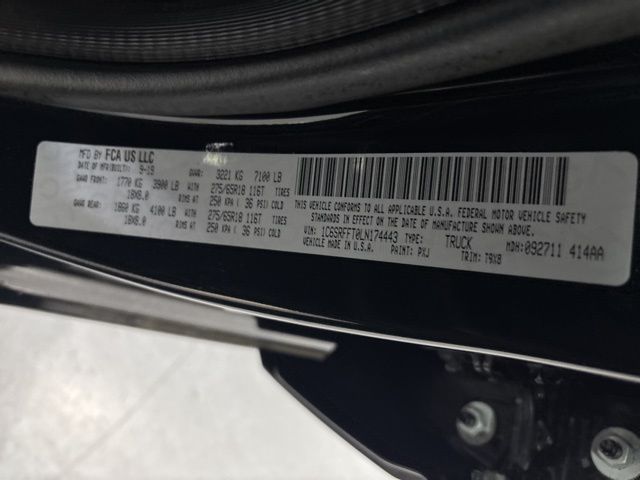 MFD BY FCA US LLC
DATE OF MFR(BUILT): 9-19 GVWR: 3221 KG 7100 LB
GAWR FRONT: 1770 KG 3900 LB WITH 275/65R18 116T TIRES
18X8.0 RIMS AT 250 KPA ( 36 PSI) COLD
GAWR REAR: 1860 KG 4100 LB WITH 275/65R18 116T TIRES
18X8.0 RIMS AT 250 KPA ( 36 PSI) COLD
THIS VEHICLE CONFORMS TO ALL APPLICABLE U.S.A. FEDERAL MOTOR VEHICLE SAFETY
STANDARDS IN EFFECT ON THE DATE OF MANUFACTURE SHOWN ABOVE.
VIN: 1C6SRFFT0LN174443 TYPE: TRUCK MDH: 092711 414AA
VEHICLE MADE IN U.S.A. PAINT: PXJ TRIM: T9X8